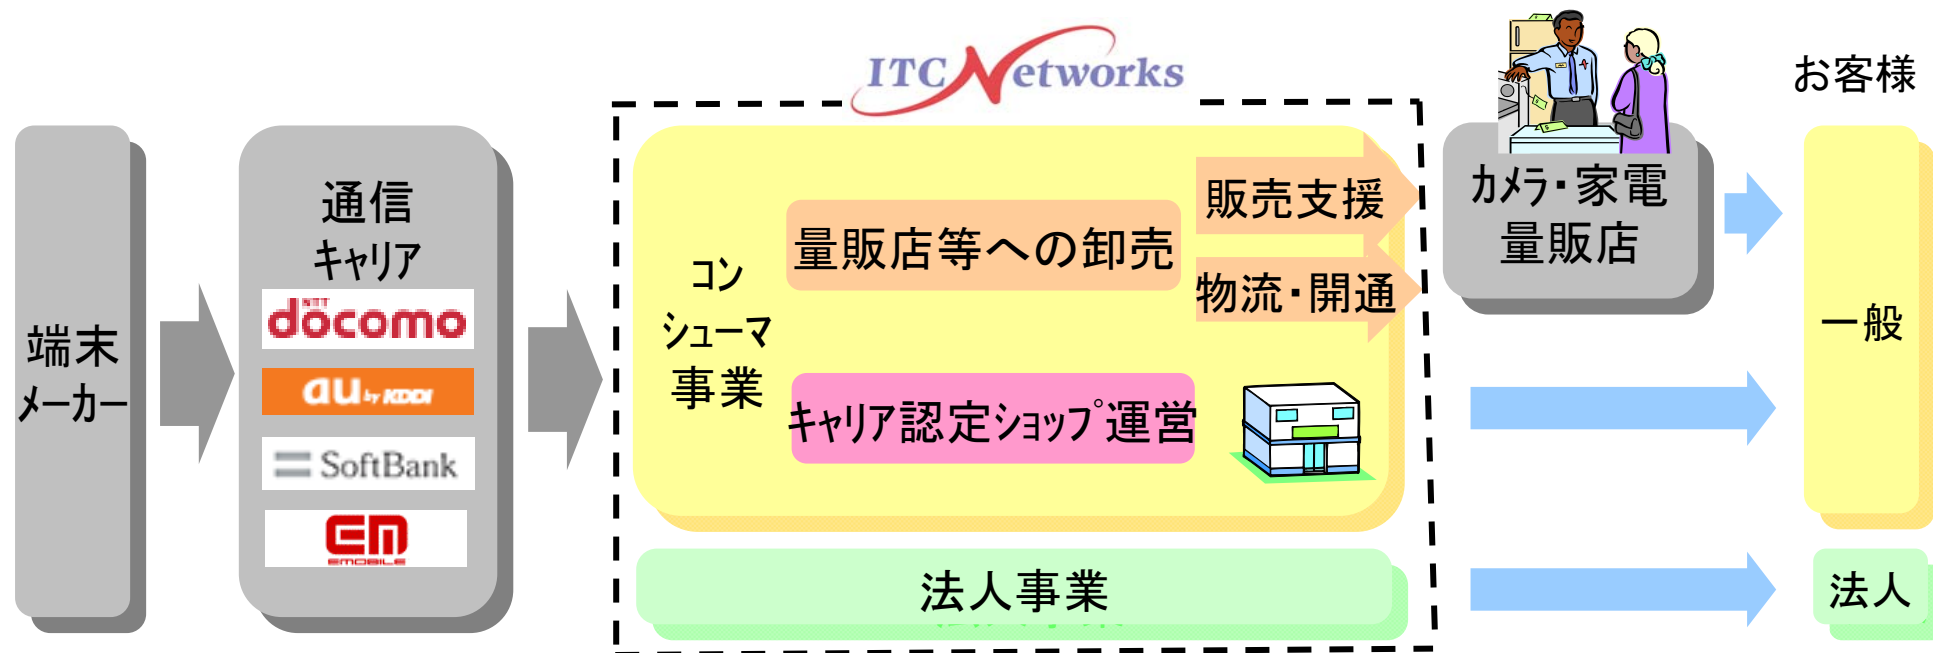 ITC Networks
お客様
端末
メーカー
通信
キャリア
NTT
döcomo
au by KDDI
SoftBank
EM
EMOBILE
コン
シューマ
事業
量販店等への卸売
販売支援
物流・開通
キャリア認定ショップ運営
カメラ・家電
量販店
一般
法人事業
法人